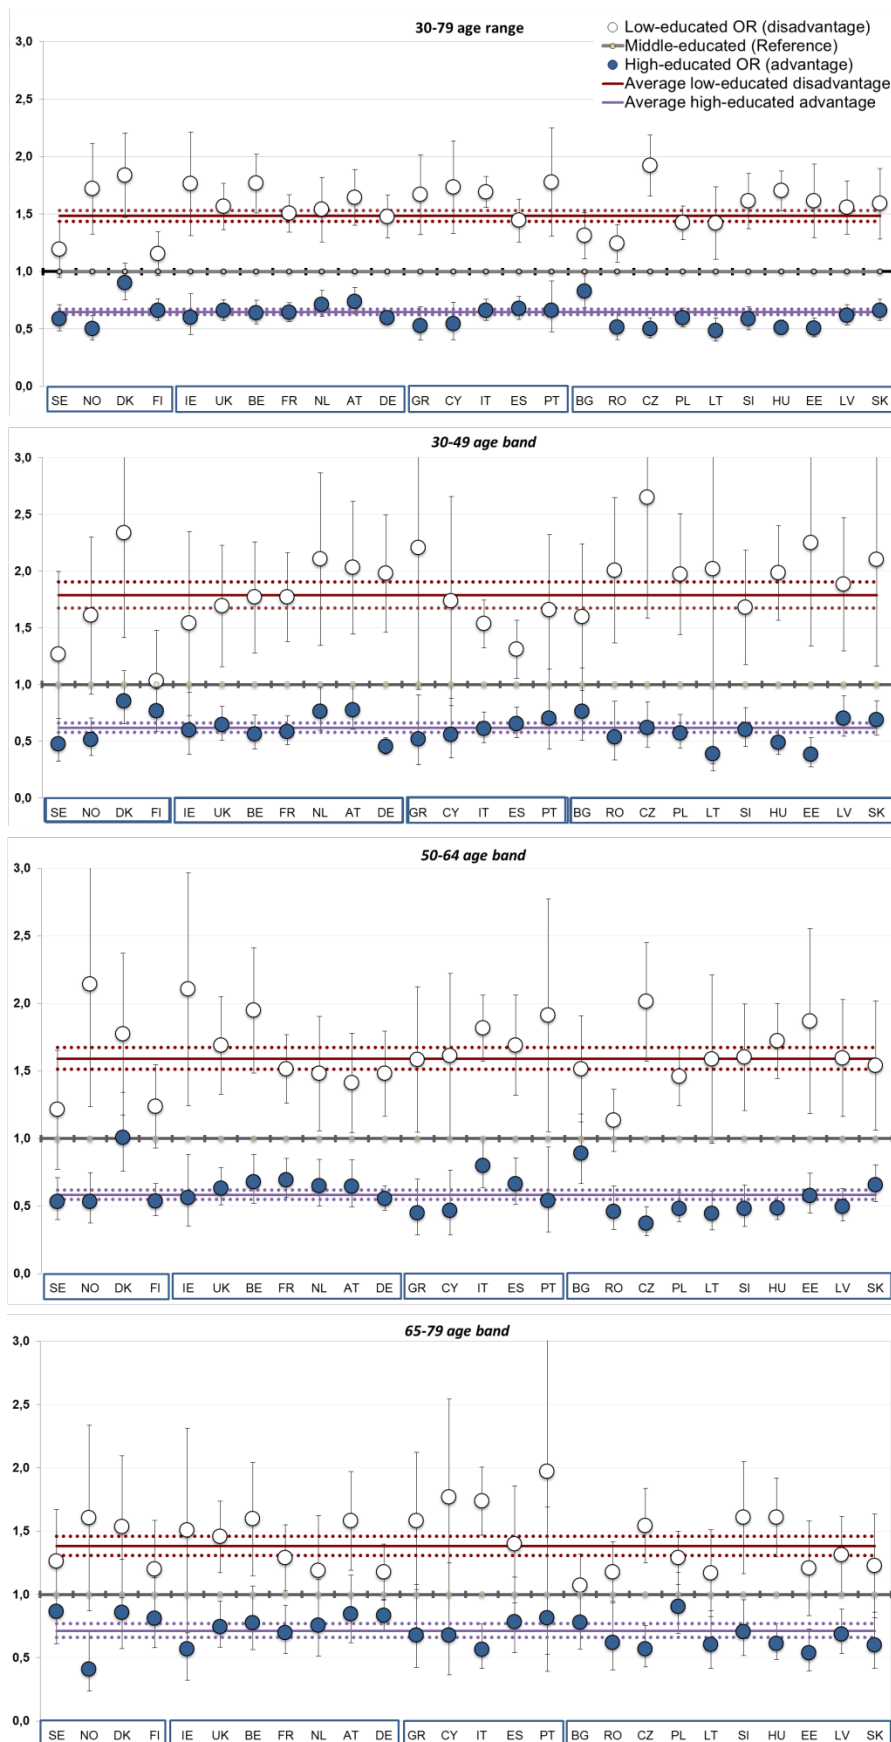 30-79 age range
Low-educated OR (disadvantage)
Middle-educated (Reference)
High-educated OR (advantage)
Average low-educated disadvantage
Average high-educated advantage
3,0
2,5
2,0
1,5
1,0
0,5
0,0
SE NO DK FI IE UK BE FR NL AT DE GR CY IT ES PT BG RO CZ PL LT SI HU EE LV SK
30-49 age band
3,0
2,5
2,0
1,5
1,0
0,5
0,0
SE NO DK FI IE UK BE FR NL AT DE GR CY IT ES PT BG RO CZ PL LT SI HU EE LV SK
50-64 age band
3,0
2,5
2,0
1,5
1,0
0,5
0,0
SE NO DK FI IE UK BE FR NL AT DE GR CY IT ES PT BG RO CZ PL LT SI HU EE LV SK
65-79 age band
3,0
2,5
2,0
1,5
1,0
0,5
0,0
SE NO DK FI IE UK BE FR NL AT DE GR CY IT ES PT BG RO CZ PL LT SI HU EE LV SK